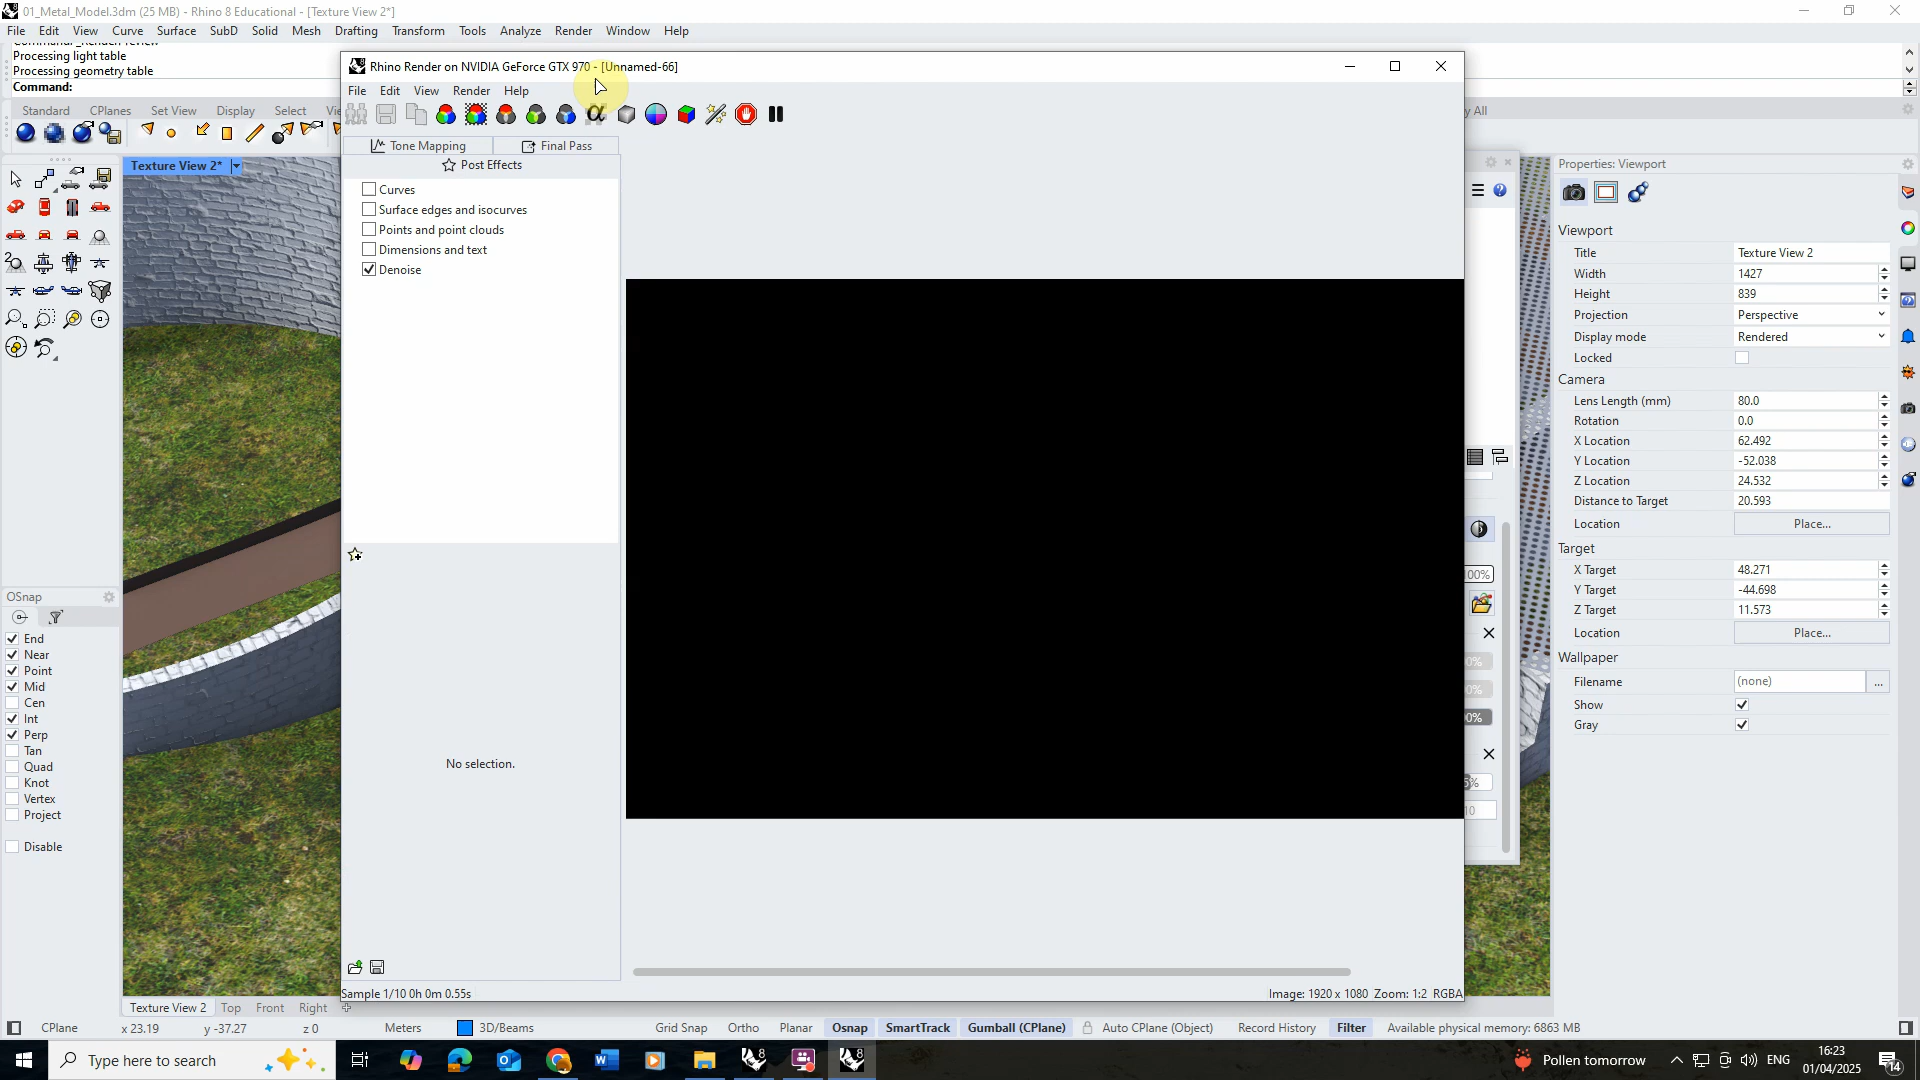 01_Metal_Model.3dm (25 MB) - Rhino 8 Educational - [Texture View 2*]
File Edit View Curve Surface SubD Solid Mesh Drafting Transform Tools Analyze Render Window Help
Processing light table
Processing geometry table
Command:
Standard CPlanes Set View Display Select
Texture View 2*
Rhino Render on NVIDIA GeForce GTX 970 - [Unnamed-66]
File Edit View Render Help
Tone Mapping Final Pass
Post Effects
Curves
Surface edges and isocurves
Points and point clouds
Dimensions and text
Denoise
No selection.
Sample 1/10 0h 0m 0.55s
Image: 1920 x 1080 Zoom: 1:2 RGBA
y All
Properties: Viewport
Viewport
Title Texture View 2
Width 1427
Height 839
Projection Perspective
Display mode Rendered
Locked
Camera
Lens Length (mm) 80.0
Rotation 0.0
X Location 62.492
Y Location -52.038
Z Location 24.532
Distance to Target 20.593
Location Place...
Target
X Target 48.271
Y Target -44.698
Z Target 11.573
Location Place...
Wallpaper
Filename (none) ...
Show
Gray
OSnap
End
Near
Point
Mid
Cen
Int
Perp
Tan
Quad
Knot
Vertex
Project
Disable
Texture View 2 Top Front Right
CPlane x 23.19 y -37.27 z 0 Meters 3D/Beams Grid Snap Ortho Planar Osnap SmartTrack Gumball (CPlane) Auto CPlane (Object) Record History Filter Available physical memory: 6863 MB
Type here to search
Pollen tomorrow
ENG
16:23
01/04/2025
14